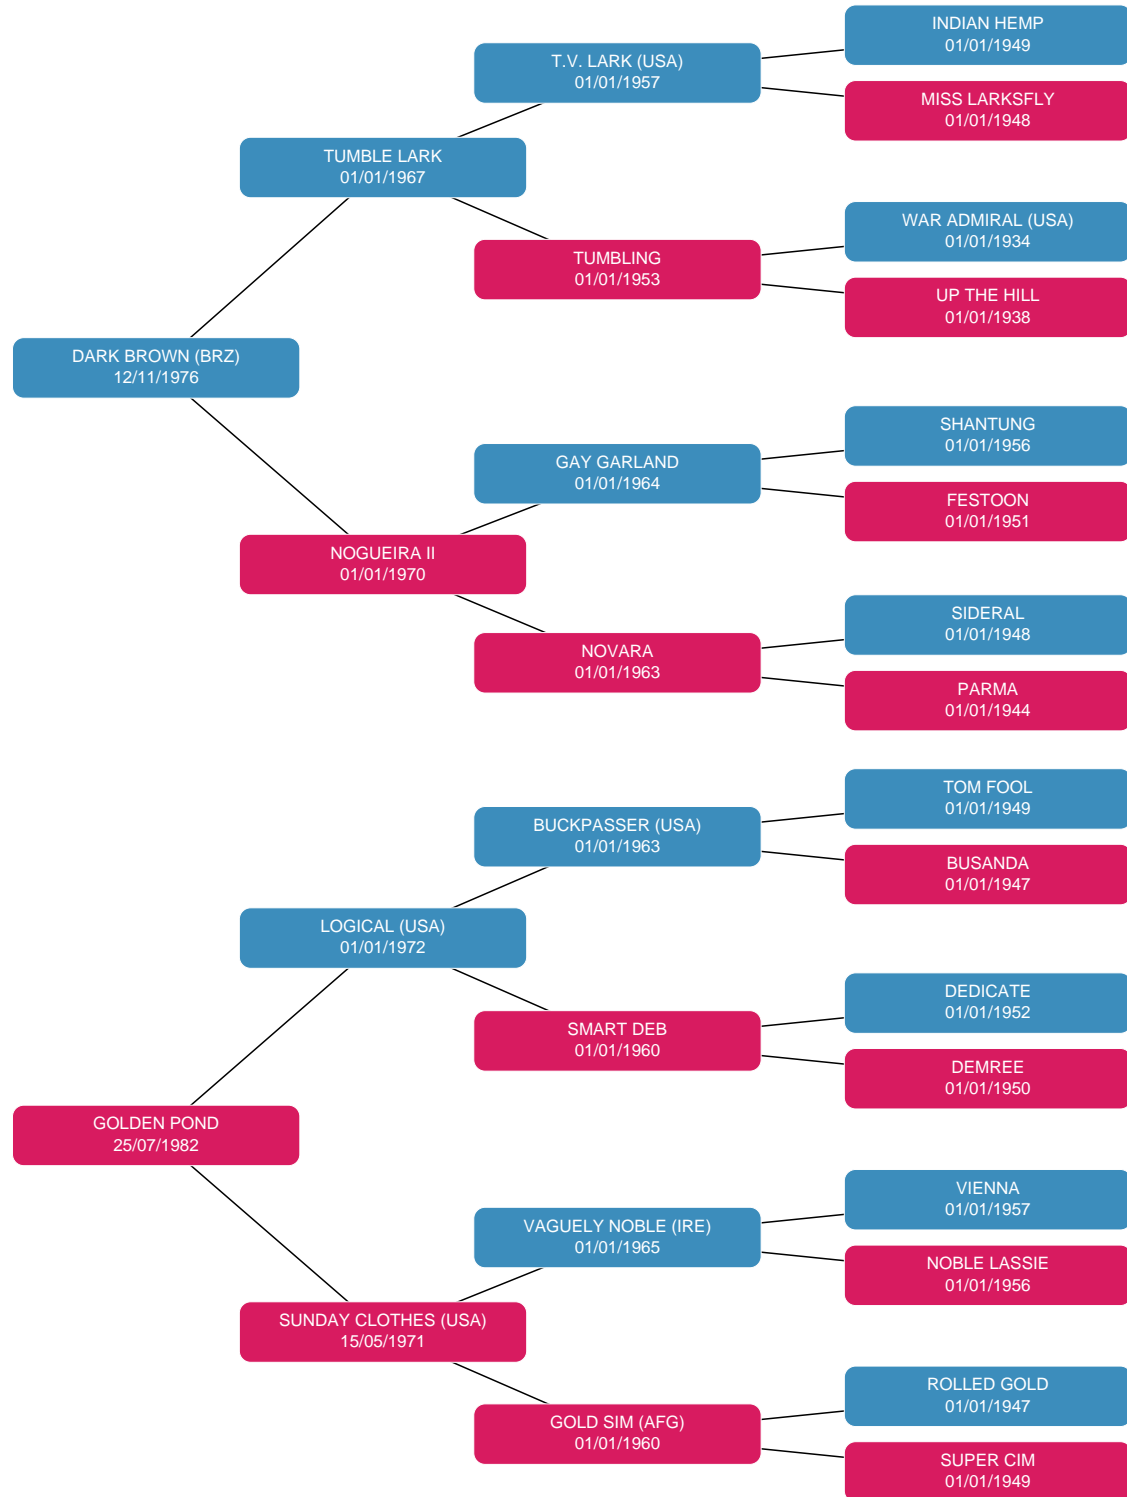 INDIAN HEMP
01/01/1949
T.V. LARK (USA)
01/01/1957
MISS LARKSFLY
01/01/1948
TUMBLE LARK
01/01/1967
WAR ADMIRAL (USA)
01/01/1934
TUMBLING
01/01/1953
UP THE HILL
01/01/1938
DARK BROWN (BRZ)
12/11/1976
SHANTUNG
01/01/1956
GAY GARLAND
01/01/1964
FESTOON
01/01/1951
NOGUEIRA II
01/01/1970
SIDERAL
01/01/1948
NOVARA
01/01/1963
PARMA
01/01/1944
TOM FOOL
01/01/1949
BUCKPASSER (USA)
01/01/1963
BUSANDA
01/01/1947
LOGICAL (USA)
01/01/1972
DEDICATE
01/01/1952
SMART DEB
01/01/1960
DEMREE
01/01/1950
GOLDEN POND
25/07/1982
VIENNA
01/01/1957
VAGUELY NOBLE (IRE)
01/01/1965
NOBLE LASSIE
01/01/1956
SUNDAY CLOTHES (USA)
15/05/1971
ROLLED GOLD
01/01/1947
GOLD SIM (AFG)
01/01/1960
SUPER CIM
01/01/1949